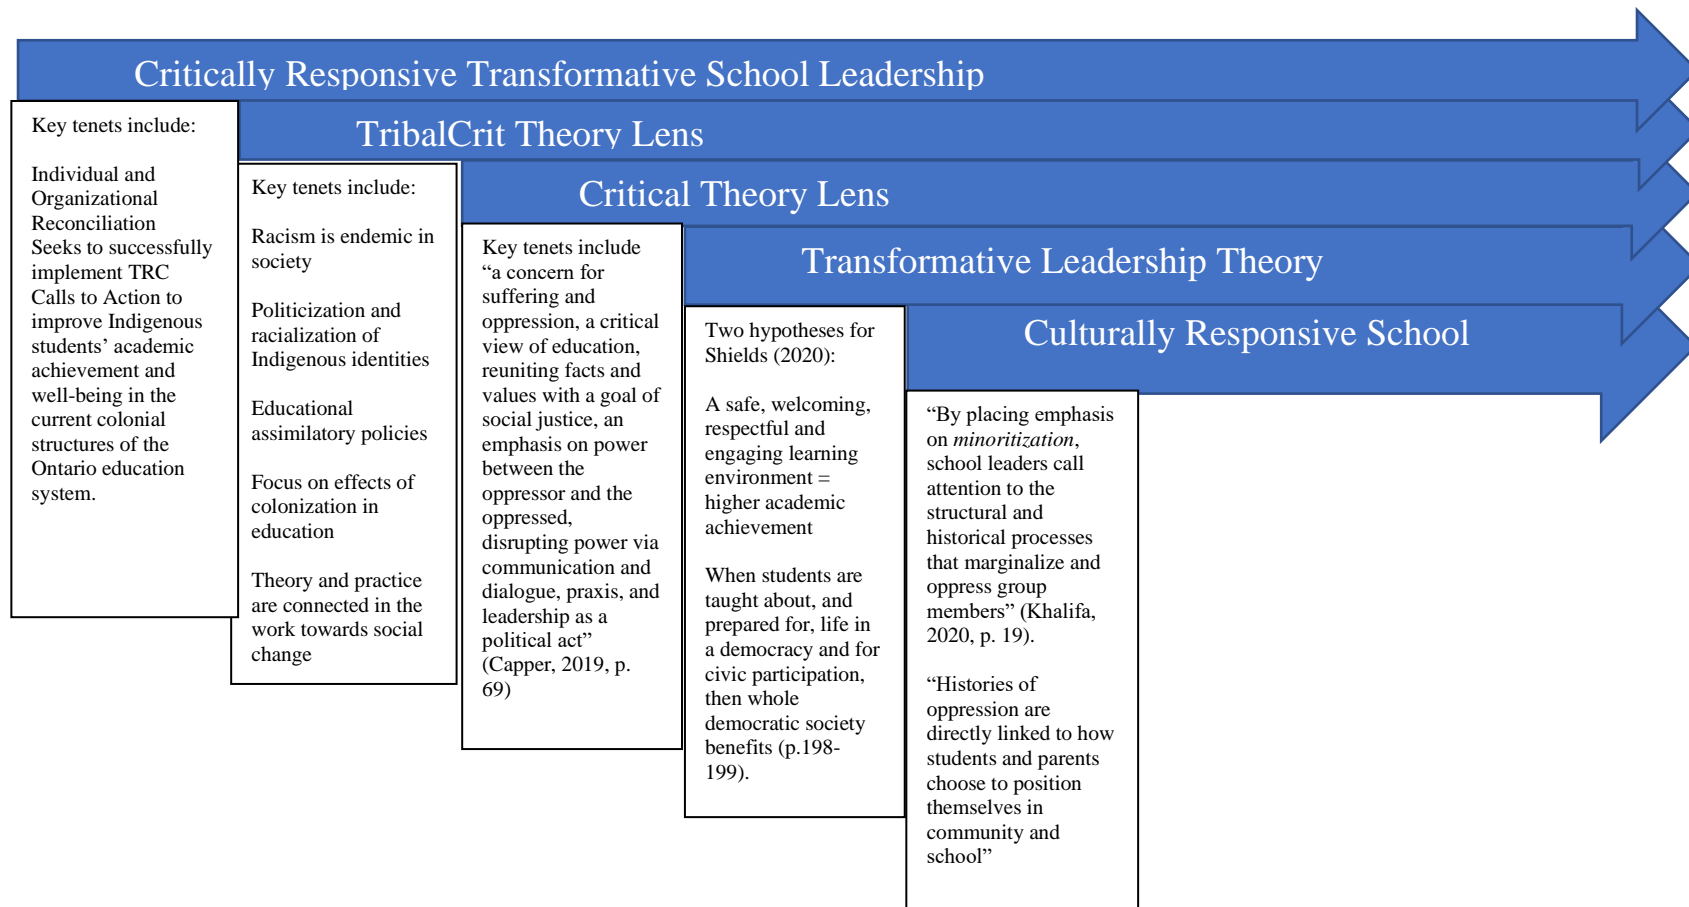 Critically Responsive Transformative School Leadership
Key tenets include:
Individual and
Organizational
Reconciliation
Seeks to successfully
implement TRC
Calls to Action to
improve Indigenous
students’ academic
achievement and
well-being in the
current colonial
structures of the
Ontario education
system.
TribalCrit Theory Lens
Key tenets include:
Racism is endemic in
society
Politicization and
racialization of
Indigenous identities
Educational
assimilatory policies
Focus on effects of
colonization in
education
Theory and practice
are connected in the
work towards social
change
Critical Theory Lens
Key tenets include
“a concern for
suffering and
oppression, a critical
view of education,
reuniting facts and
values with a goal of
social justice, an
emphasis on power
between the
oppressor and the
oppressed,
disrupting power via
communication and
dialogue, praxis, and
leadership as a
political act”
(Capper, 2019, p.
69)
Transformative Leadership Theory
Two hypotheses for
Shields (2020):
A safe, welcoming,
respectful and
engaging learning
environment =
higher academic
achievement
When students are
taught about, and
prepared for, life in
a democracy and for
civic participation,
then whole
democratic society
benefits (p.198-
199).
Culturally Responsive School
“By placing emphasis
on minoritization,
school leaders call
attention to the
structural and
historical processes
that marginalize and
oppress group
members” (Khalifa,
2020, p. 19).
“Histories of
oppression are
directly linked to how
students and parents
choose to position
themselves in
community and
school”